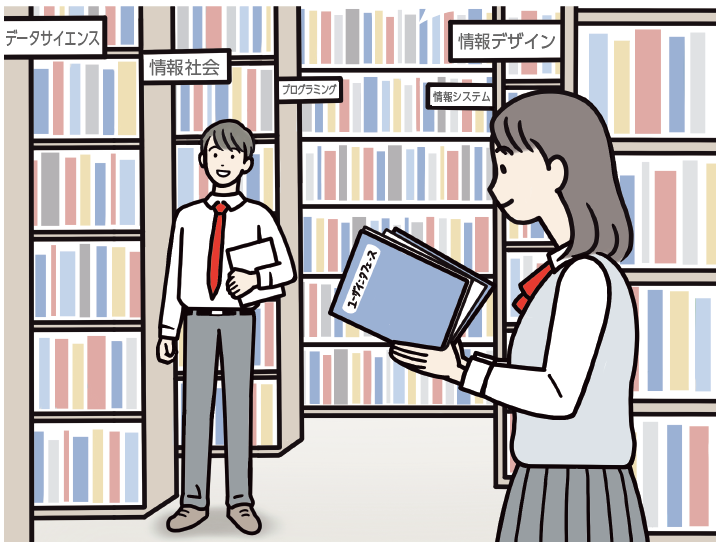 データサイエンス
情報社会
プログラミング
情報システム
情報デザイン
ユーザインタフェース